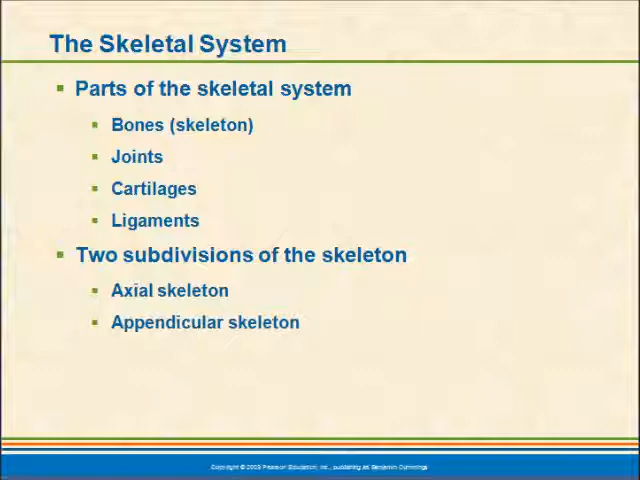 The Skeletal System
Parts of the skeletal system
Bones (skeleton)
Joints
Cartilages
Ligaments
Two subdivisions of the skeleton
Axial skeleton
Appendicular skeleton
Copyright © 2009 Pearson Education, Inc., publishing as Benjamin Cummings